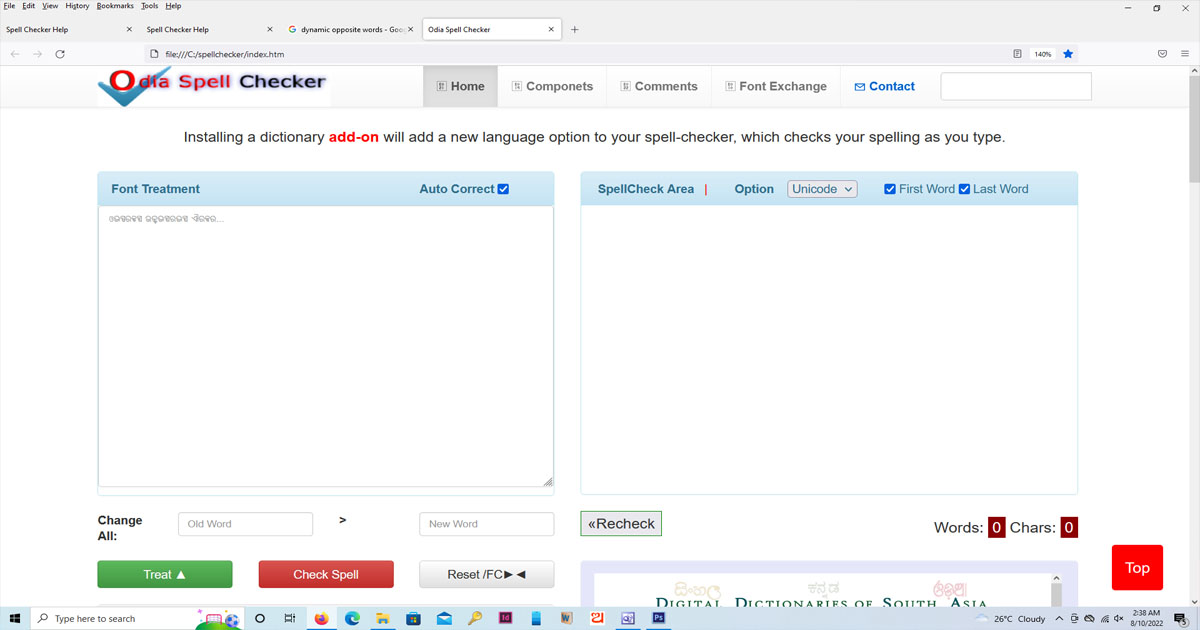 File Edit View History Bookmarks Tools Help
Spell Checker Help × Spell Checker Help × dynamic opposite words - Goo × Odia Spell Checker × +
file:///C:/spellchecker/index.htm 140%
Odia Spell Checker Home Componets Comments Font Exchange Contact
Installing a dictionary add-on will add a new language option to your spell-checker, which checks your spelling as you type.
Font Treatment Auto Correct
SpellCheck Area | Option Unicode First Word Last Word
Change All: Old Word > New Word
«Recheck Words: 0 Chars: 0
Treat ▲ Check Spell Reset /FC►◄
Top
සිංහල ಕನ್ನಡ ଓଡ଼ିଆ
Digital Dictionaries of South Asia
Type here to search 26°C Cloudy 2:38 AM
8/10/2022